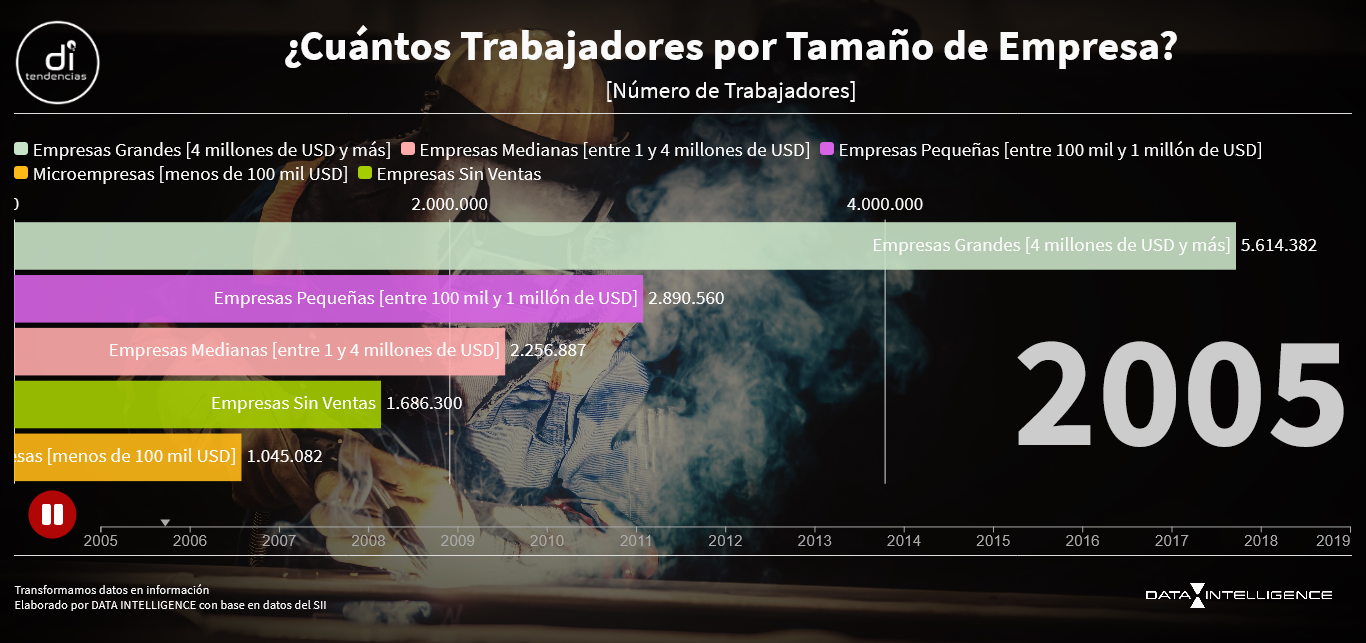 di
tendencias
¿Cuántos Trabajadores por Tamaño de Empresa?
[Número de Trabajadores]
Empresas Grandes [4 millones de USD y más] Empresas Medianas [entre 1 y 4 millones de USD] Empresas Pequeñas [entre 100 mil y 1 millón de USD]
Microempresas [menos de 100 mil USD] Empresas Sin Ventas
0 2.000.000 4.000.000
Empresas Grandes [4 millones de USD y más] 5.614.382
Empresas Pequeñas [entre 100 mil y 1 millón de USD] 2.890.560
Empresas Medianas [entre 1 y 4 millones de USD] 2.256.887
Empresas Sin Ventas 1.686.300
esas [menos de 100 mil USD] 1.045.082
2005
2005 2006 2007 2008 2009 2010 2011 2012 2013 2014 2015 2016 2017 2018 2019
Transformamos datos en información
Elaborado por DATA INTELLIGENCE con base en datos del SII
DATA INTELLIGENCE